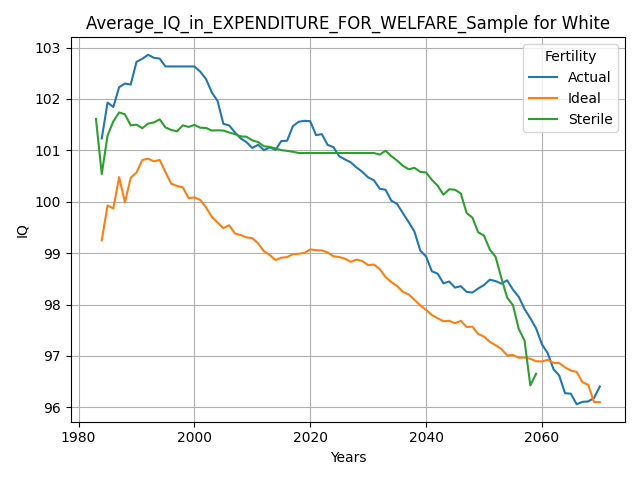 Average_IQ_in_EXPENDITURE_FOR_WELFARE_Sample for White
Fertility
Actual
Ideal
Sterile
IQ
103
102
101
100
99
98
97
96
1980
2000
2020
2040
2060
Years